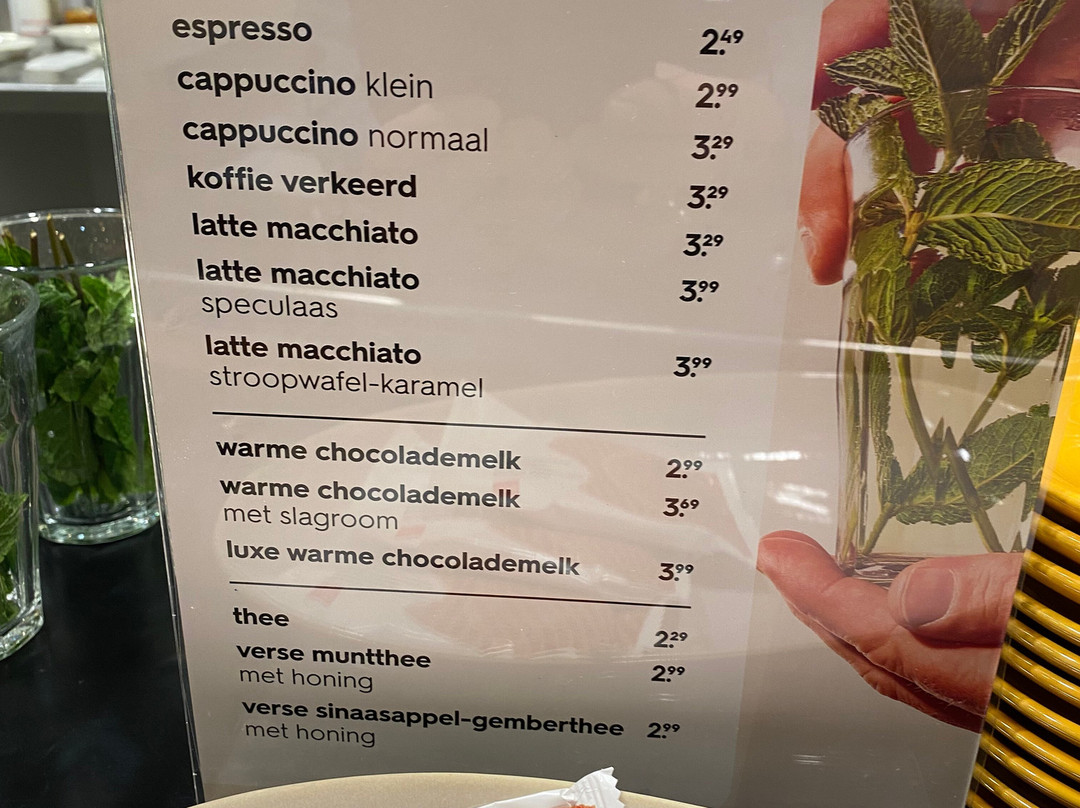 espresso 2.49
cappuccino klein 2.99
cappuccino normaal 3.29
koffie verkeerd 3.29
latte macchiato 3.29
latte macchiato 3.99
speculaas
latte macchiato 3.99
stroopwafel-karamel
warme chocolademelk 2.99
warme chocolademelk 3.69
met slagroom
luxe warme chocolademelk 3.99
thee 2.29
verse muntthee 2.99
met honing
verse sinaasappel-gemberthee 2.99
met honing